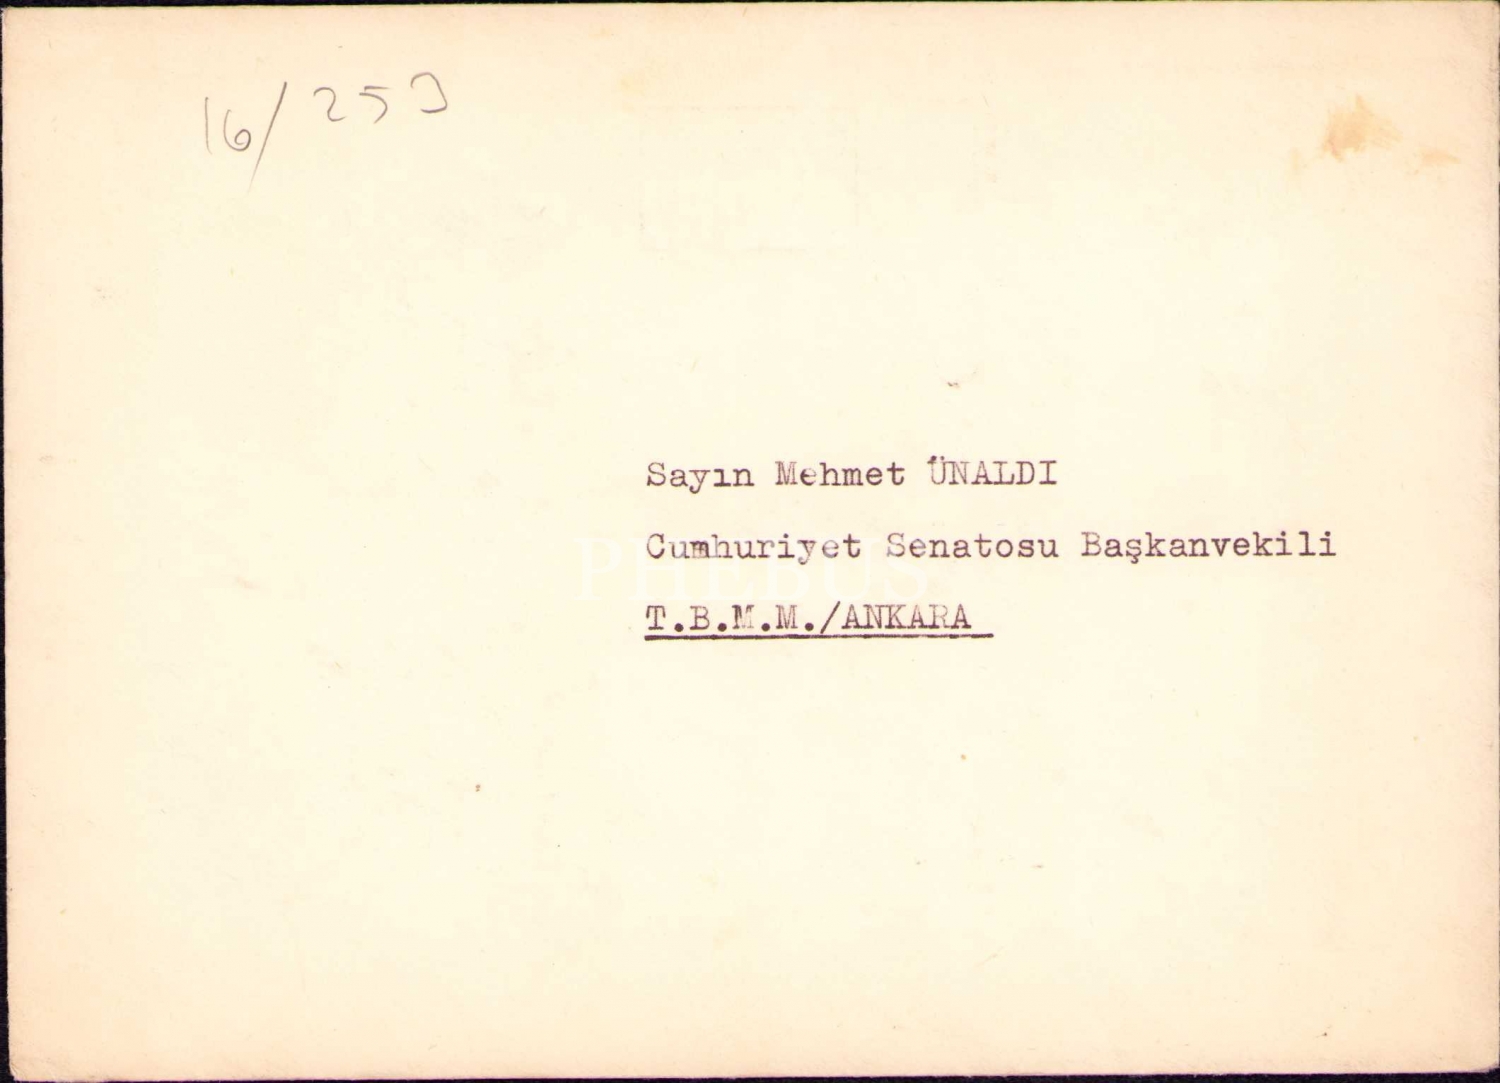 16/253
Sayın Mehmet ÜNALDI
Cumhuriyet Senatosu Başkanvekili
PHEBUS
T.B.M.M./ANKARA